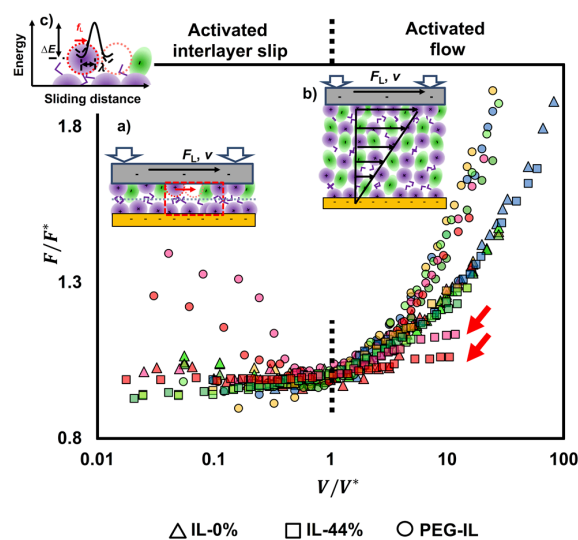 c)
f_L
Energy
ΔE
λ
Sliding distance
Activated interlayer slip
Activated flow
a)
F_L, v
b)
F_L, v
F/F*
1.8
1.3
0.8
0.01
0.1
1
10
100
V/V*
IL-0%
IL-44%
PEG-IL